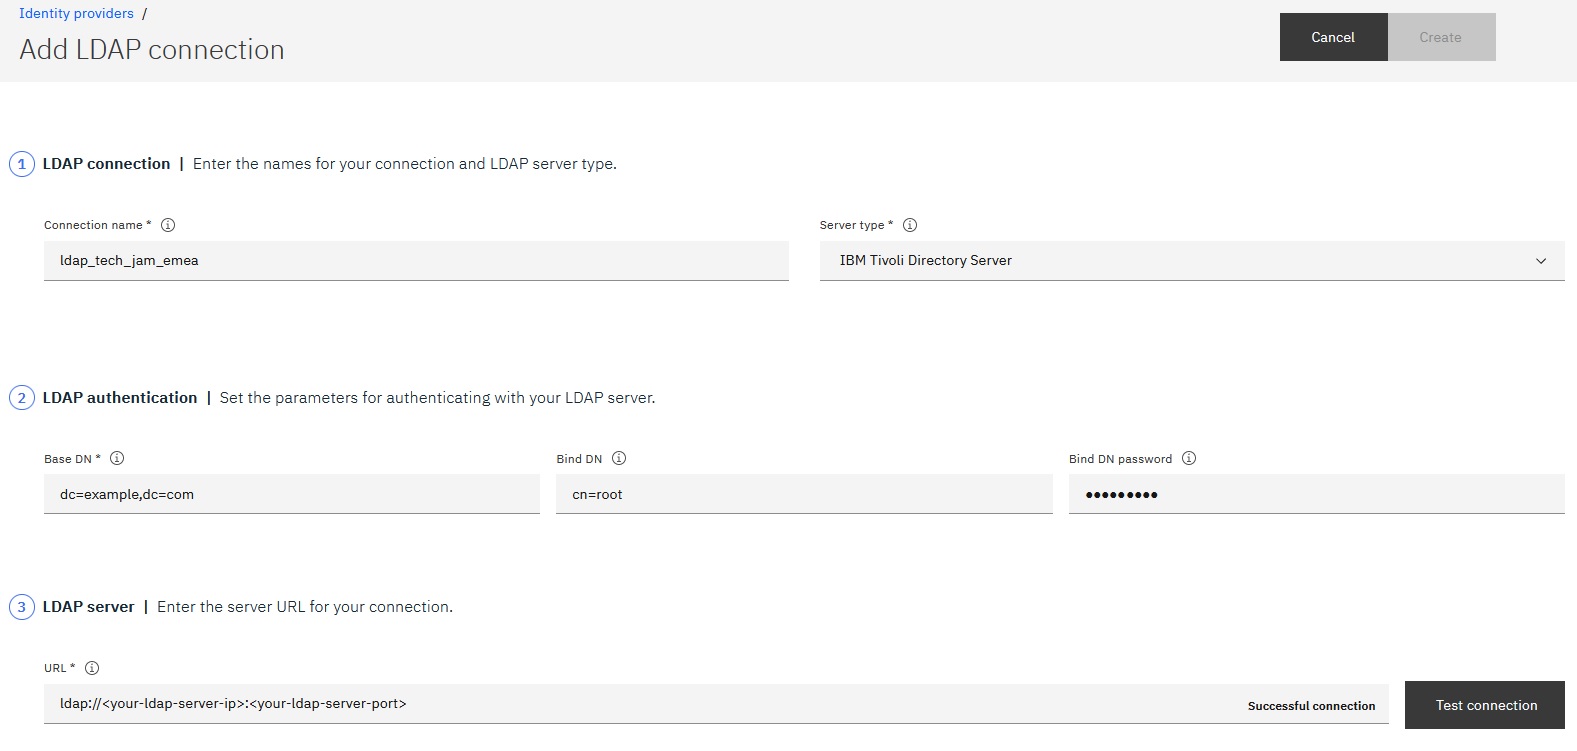 Identity providers /
Add LDAP connection
Cancel
Create
1 LDAP connection | Enter the names for your connection and LDAP server type.
Connection name *
Server type *
ldap_tech_jam_emea
IBM Tivoli Directory Server
2 LDAP authentication | Set the parameters for authenticating with your LDAP server.
Base DN *
Bind DN
Bind DN password
dc=example,dc=com
cn=root
•••••••••
3 LDAP server | Enter the server URL for your connection.
URL *
ldap://<your-ldap-server-ip>:<your-ldap-server-port>
Successful connection
Test connection